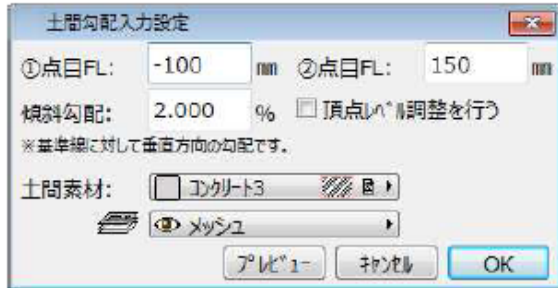 土間勾配入力設定
①点目FL: -100 mm ②点目FL: 150 mm
傾斜勾配: 2.000 % 頂点ﾚﾍﾞﾙ調整を行う
※基準線に対して垂直方向の勾配です。
土間素材: ｺﾝｸﾘｰﾄ3
メッシュ
ﾌﾟﾚﾋﾞｭｰ ｷｬﾝｾﾙ OK